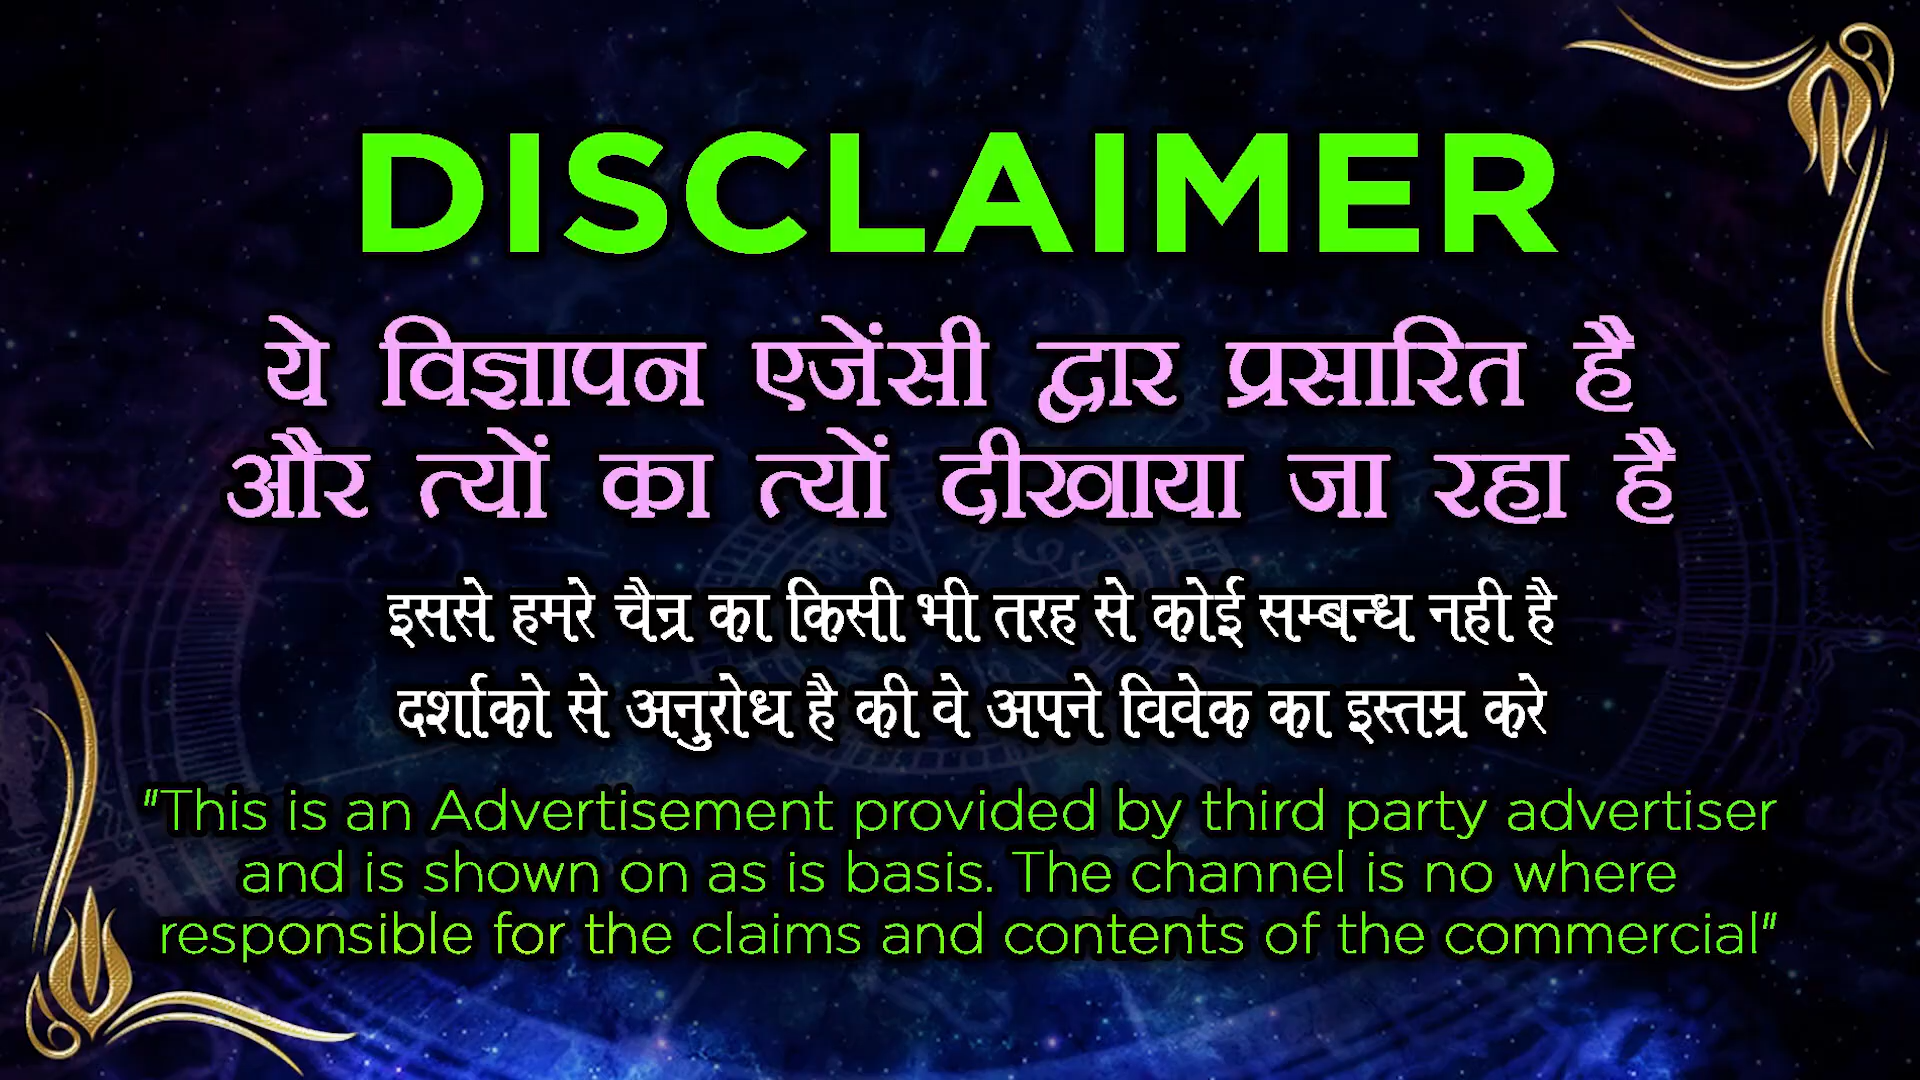 DISCLAIMER
ये विज्ञापन एजेंसी द्वार प्रसारित है
और त्यों का त्यों दीखाया जा रहा है
इससे हमरे चैन्र का किसी भी तरह से कोई सम्बन्ध नही है
दर्शाको से अनुरोध है की वे अपने विवेक का इस्तम्र करे
"This is an Advertisement provided by third party advertiser
and is shown on as is basis. The channel is no where
responsible for the claims and contents of the commercial"